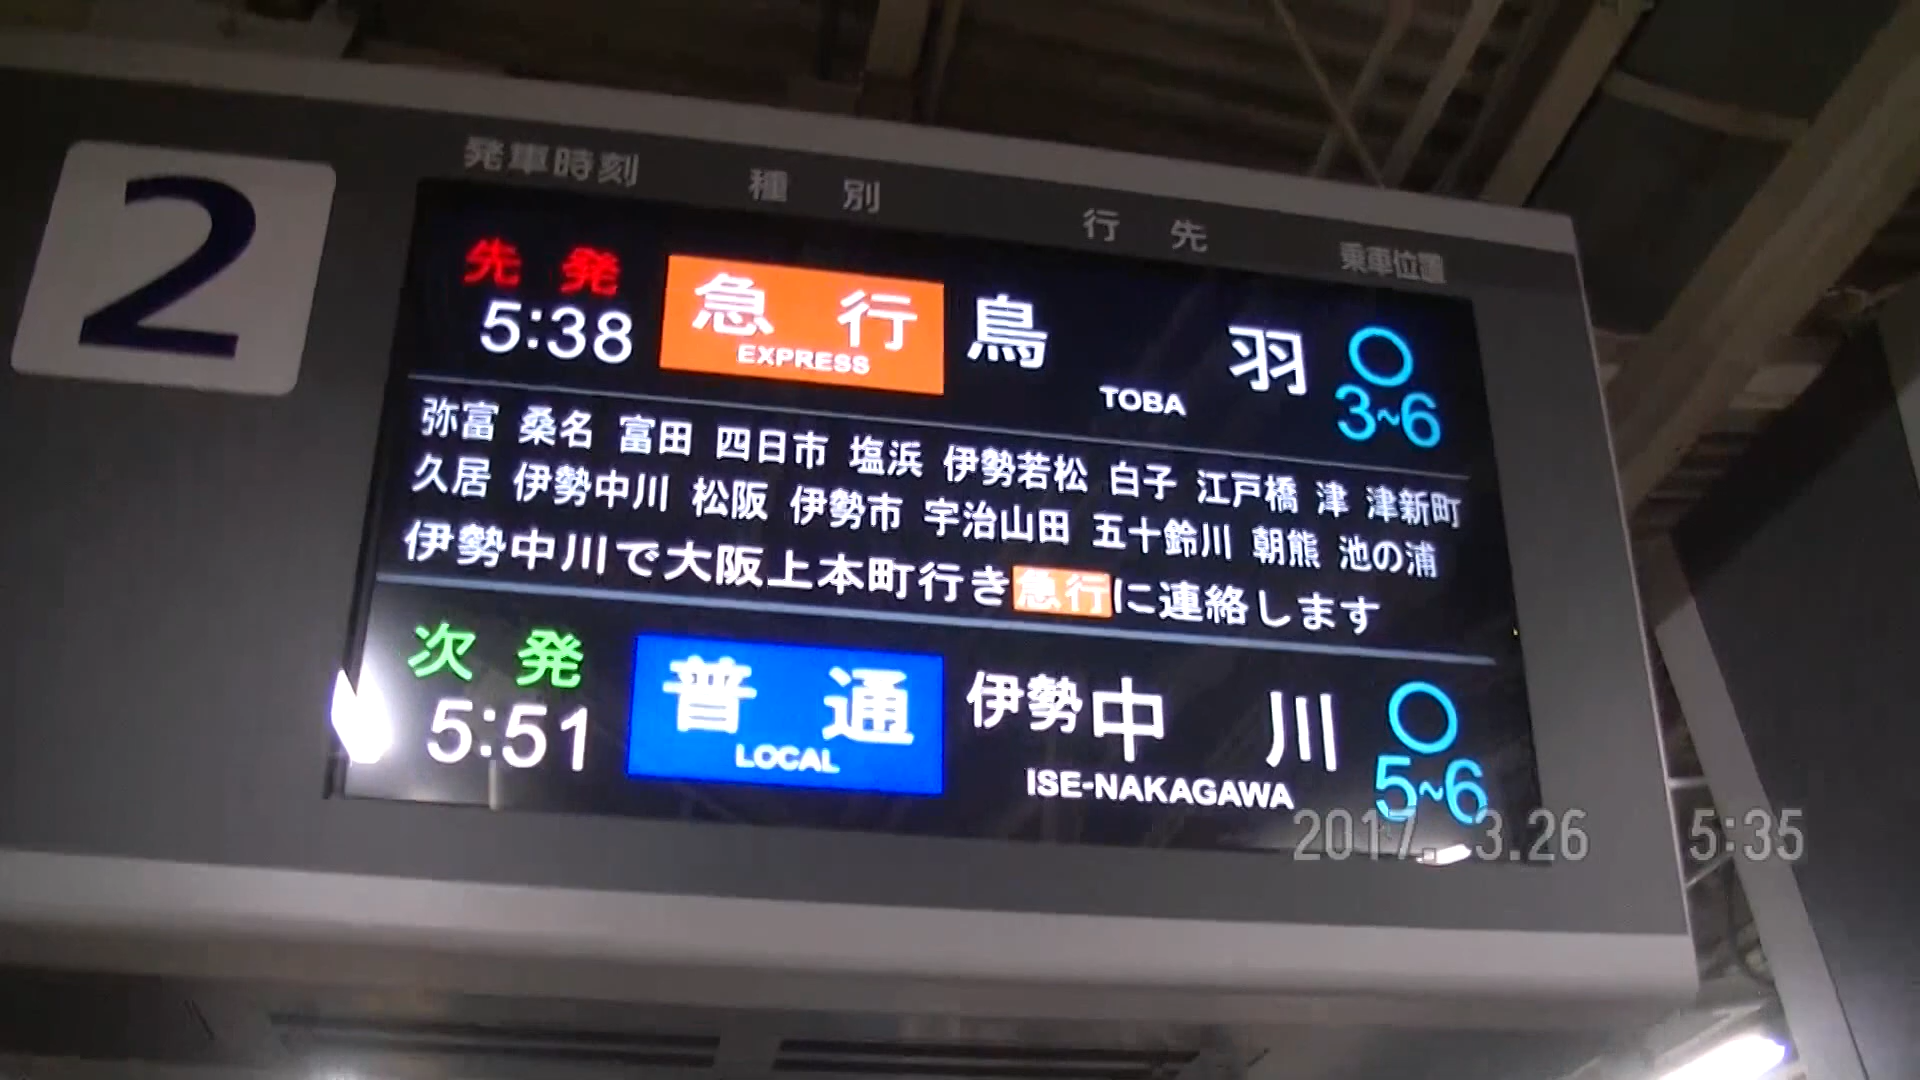 2
発車時刻 種別 行先 乗車位置
先発
5:38 急行 鳥羽 ○
EXPRESS TOBA 3~6
弥富 桑名 富田 四日市 塩浜 伊勢若松 白子 江戸橋 津 津新町
久居 伊勢中川 松阪 伊勢市 宇治山田 五十鈴川 朝熊 池の浦
伊勢中川で大阪上本町行き急行に連絡します
次発
5:51 普通 伊勢中川 ○
LOCAL ISE-NAKAGAWA 5~6
2017. 3.26 5:35